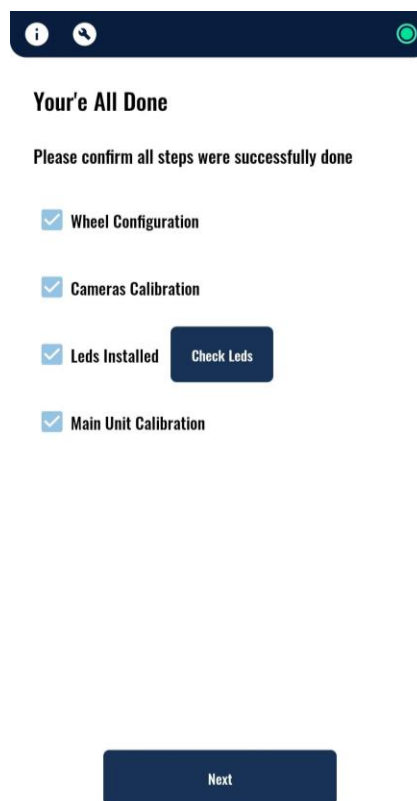 Your'e All Done
Please confirm all steps were successfully done
Wheel Configuration
Cameras Calibration
Leds Installed Check Leds
Main Unit Calibration
Next